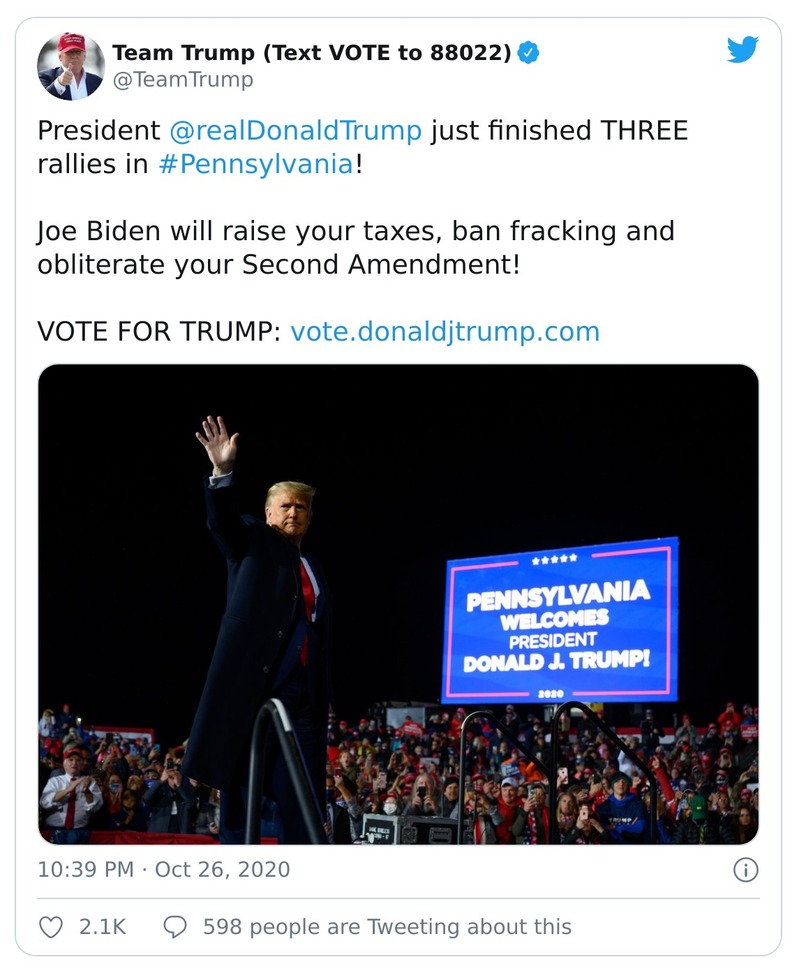 Team Trump (Text VOTE to 88022)
@TeamTrump
President @realDonaldTrump just finished THREE
rallies in #Pennsylvania!
Joe Biden will raise your taxes, ban fracking and
obliterate your Second Amendment!
VOTE FOR TRUMP: vote.donaldjtrump.com
PENNSYLVANIA
WELCOMES
PRESIDENT
DONALD J. TRUMP!
2020
10:39 PM · Oct 26, 2020
2.1K
598 people are Tweeting about this